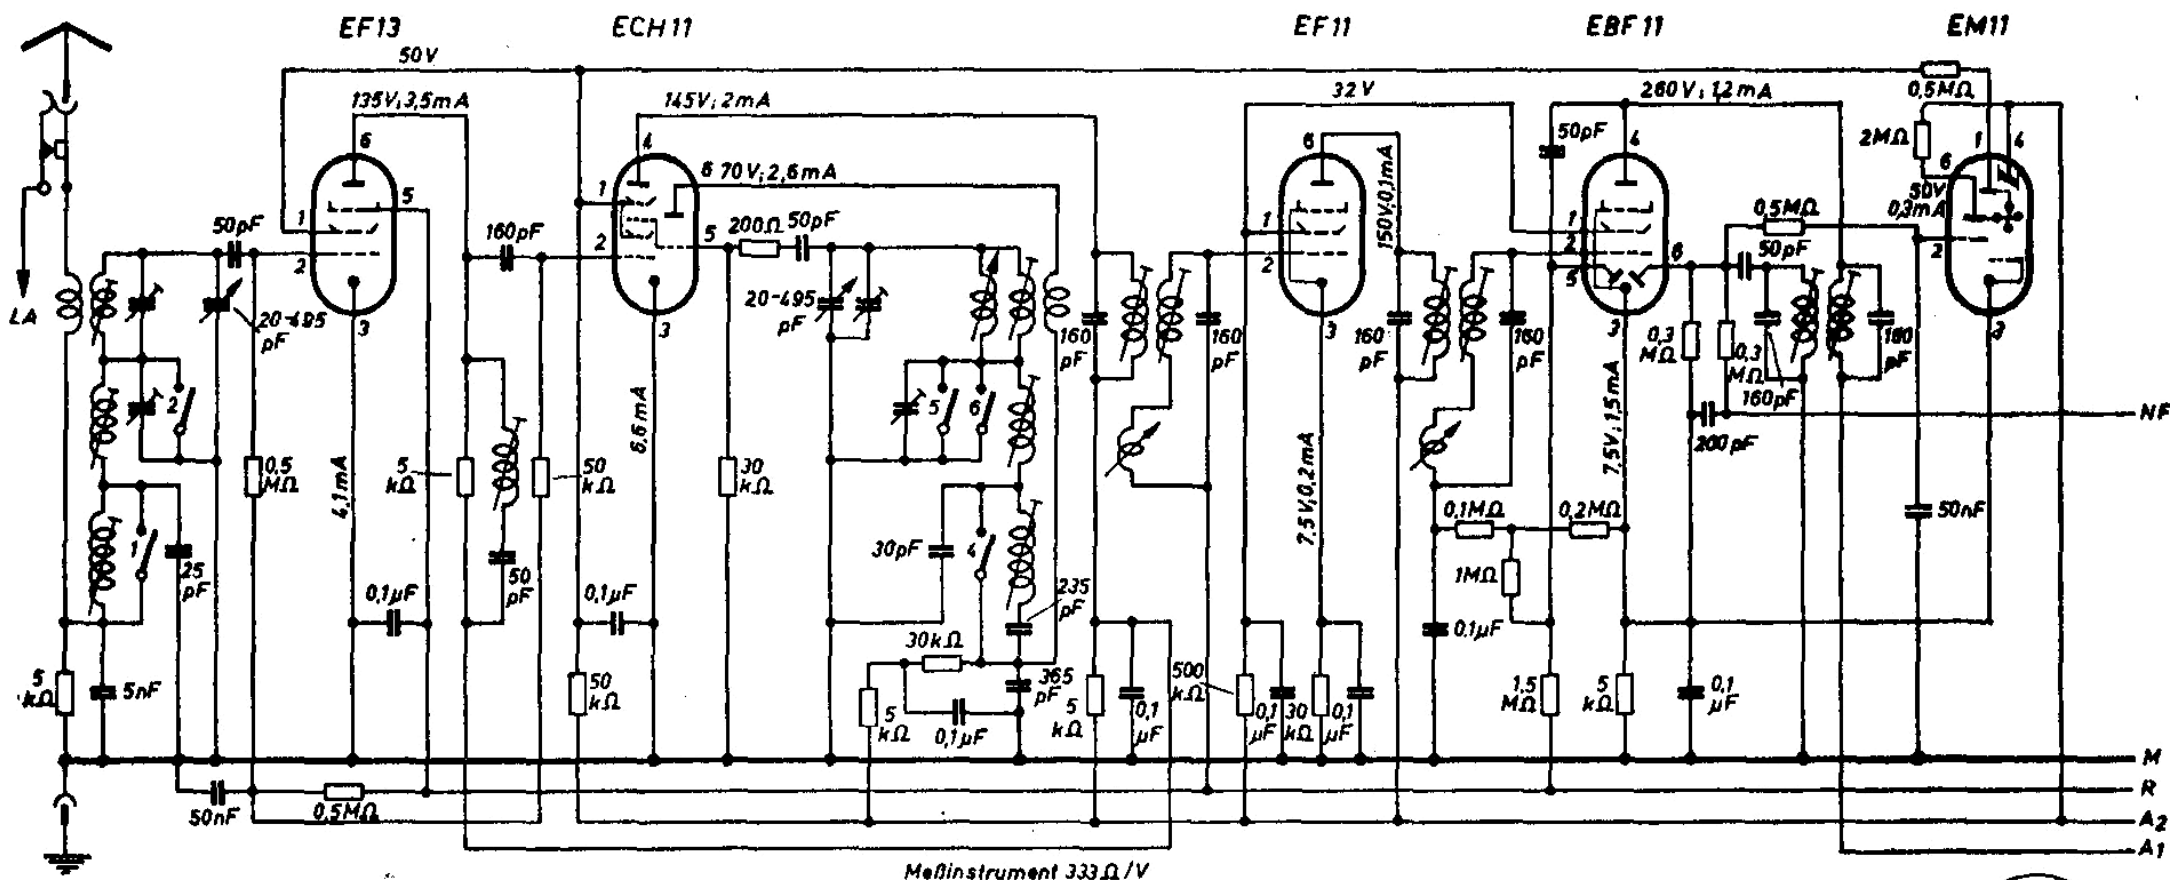 EF13
ECH11
EF11
EBF11
EM11
50V
135V; 3,5mA
145V; 2mA
32V
260V; 1,2mA
0,5MΩ
6
4
6
50pF
4
2MΩ
1
4
6
5
1
1
6 70V; 2,6mA
50V
0,3mA
150V; 0,1mA
50pF
1
2
160pF
2
5
200Ω
50pF
1
2
1
2
5
6
0,5MΩ
50pF
2
LA
20-495
pF
3
20-495
pF
3
160
pF
160
pF
3
160
pF
160
pF
3
0,3
MΩ
0,3
MΩ
160pF
160
pF
3
2
5
6
NF
200pF
0,5
MΩ
4,1mA
5
kΩ
50
kΩ
6,6mA
30
kΩ
7,5V; 0,2mA
7,5V; 1,5mA
0,1MΩ
0,2MΩ
50nF
1
25
pF
50
pF
30pF
4
1MΩ
0,1µF
0,1µF
235
pF
0,1µF
5
kΩ
5nF
50
kΩ
30kΩ
5
kΩ
0,1µF
365
pF
5
kΩ
0,1
µF
500
kΩ
0,1
µF
30
kΩ
0,1
µF
1,5
MΩ
5
kΩ
0,1
µF
M
R
50nF
0,5MΩ
A2
A1
Meßinstrument 333Ω/V